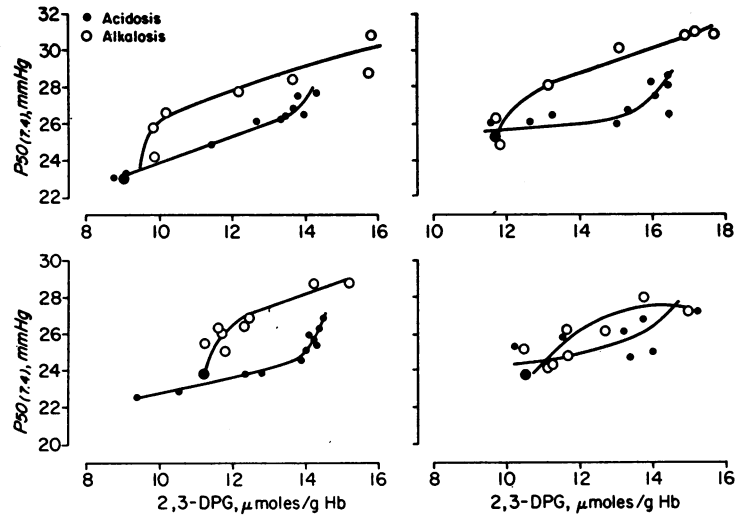 32
30
28
26
24
22
P50(7.4), mmHg
Acidosis
Alkalosis
8 10 12 14 16
10 12 14 16 18
30
28
26
24
22
20
P50(7.4), mmHg
8 10 12 14 16
8 10 12 14 16
2,3-DPG, μmoles/g Hb
2,3-DPG, μmoles/g Hb